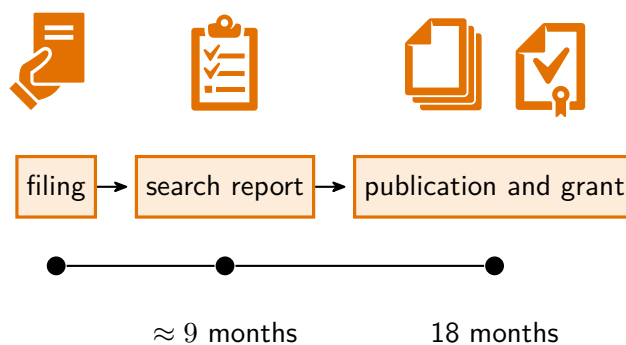 filing
search report
publication and grant
≈ 9 months
18 months